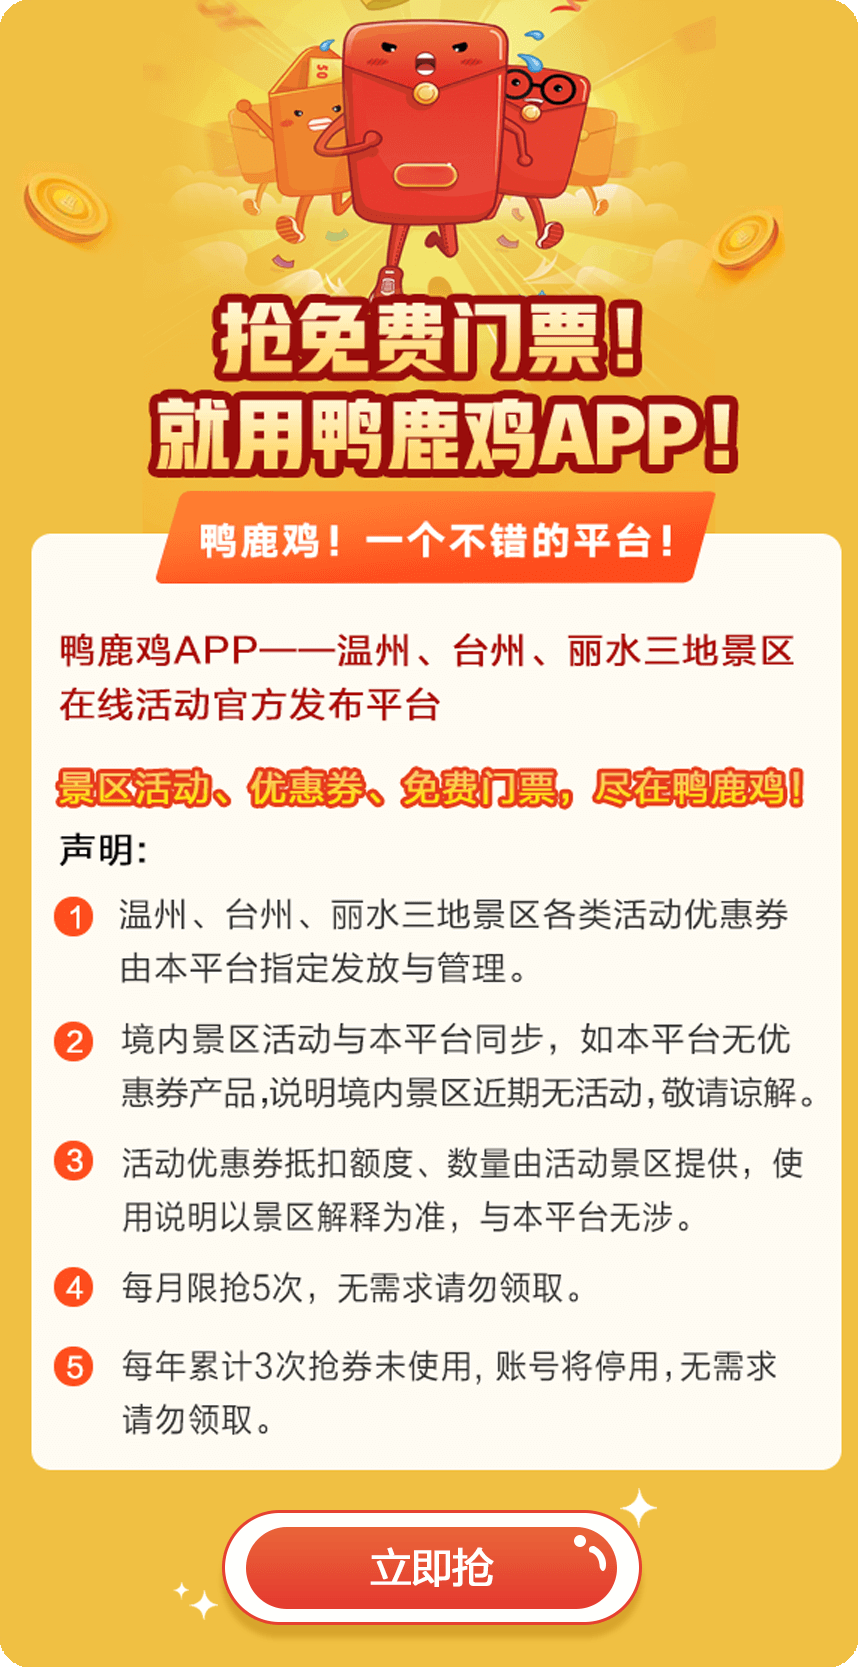 50
抢免费门票！
就用鸭鹿鸡APP！
鸭鹿鸡！一个不错的平台！
鸭鹿鸡APP——温州、台州、丽水三地景区
在线活动官方发布平台
景区活动、优惠券、免费门票，尽在鸭鹿鸡！
声明：
1 温州、台州、丽水三地景区各类活动优惠券
由本平台指定发放与管理。
2 境内景区活动与本平台同步，如本平台无优
惠券产品,说明境内景区近期无活动,敬请谅解。
3 活动优惠券抵扣额度、数量由活动景区提供，使
用说明以景区解释为准，与本平台无涉。
4 每月限抢5次，无需求请勿领取。
5 每年累计3次抢券未使用, 账号将停用,无需求
请勿领取。
立即抢